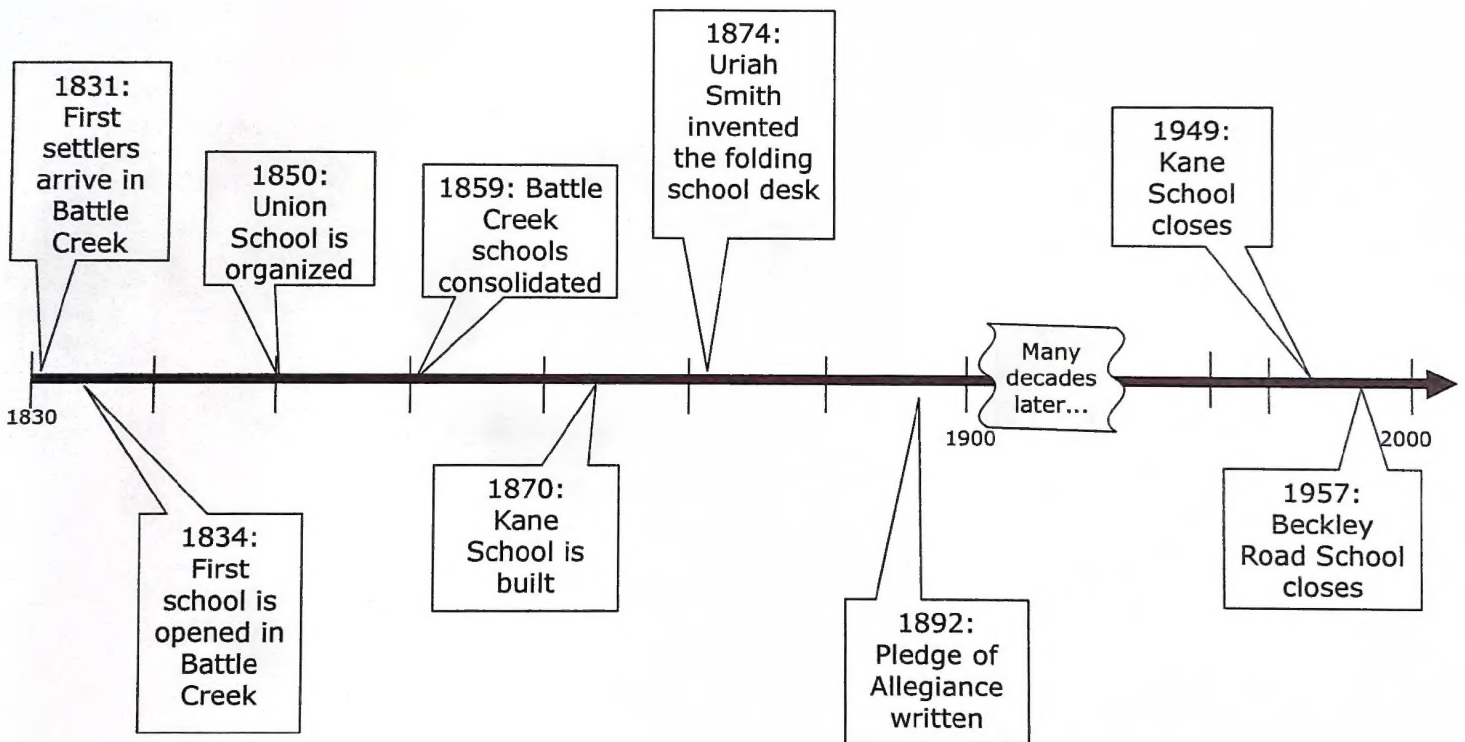 1831:
First
settlers
arrive in
Battle
Creek
1850:
Union
School is
organized
1859: Battle
Creek
schools
consolidated
1874:
Uriah
Smith
invented
the folding
school desk
1949:
Kane
School
closes
Many
decades
later...
1830
1900
2000
1834:
First
school is
opened in
Battle
Creek
1870:
Kane
School is
built
1892:
Pledge of
Allegiance
written
1957:
Beckley
Road School
closes